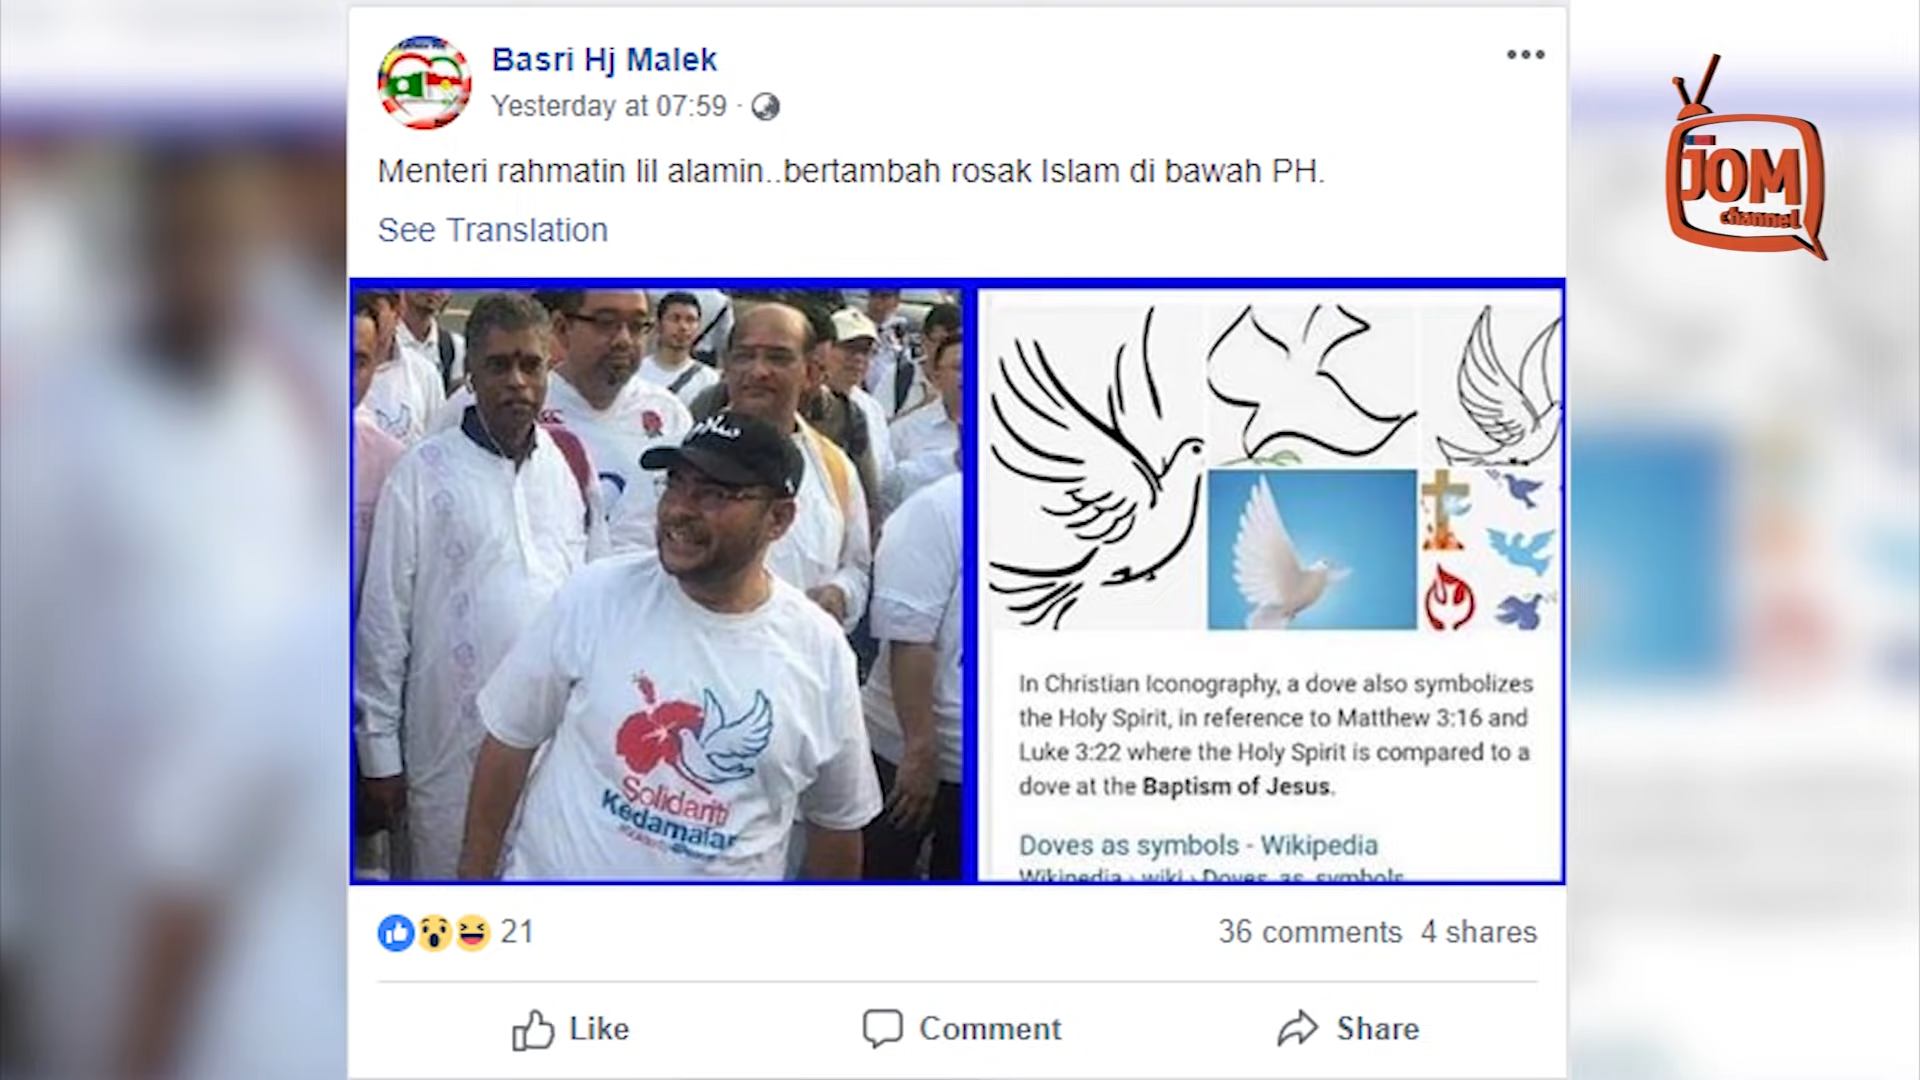 Basri Hj Malek
Yesterday at 07:59 ·
Menteri rahmatin lil alamin..bertambah rosak Islam di bawah PH.
See Translation
JOM
channel
Solidariti
Kedamaian
In Christian Iconography, a dove also symbolizes
the Holy Spirit, in reference to Matthew 3:16 and
Luke 3:22 where the Holy Spirit is compared to a
dove at the Baptism of Jesus.
Doves as symbols - Wikipedia
Wikipedia › wiki › Doves_as_symbols
21
36 comments 4 shares
Like
Comment
Share